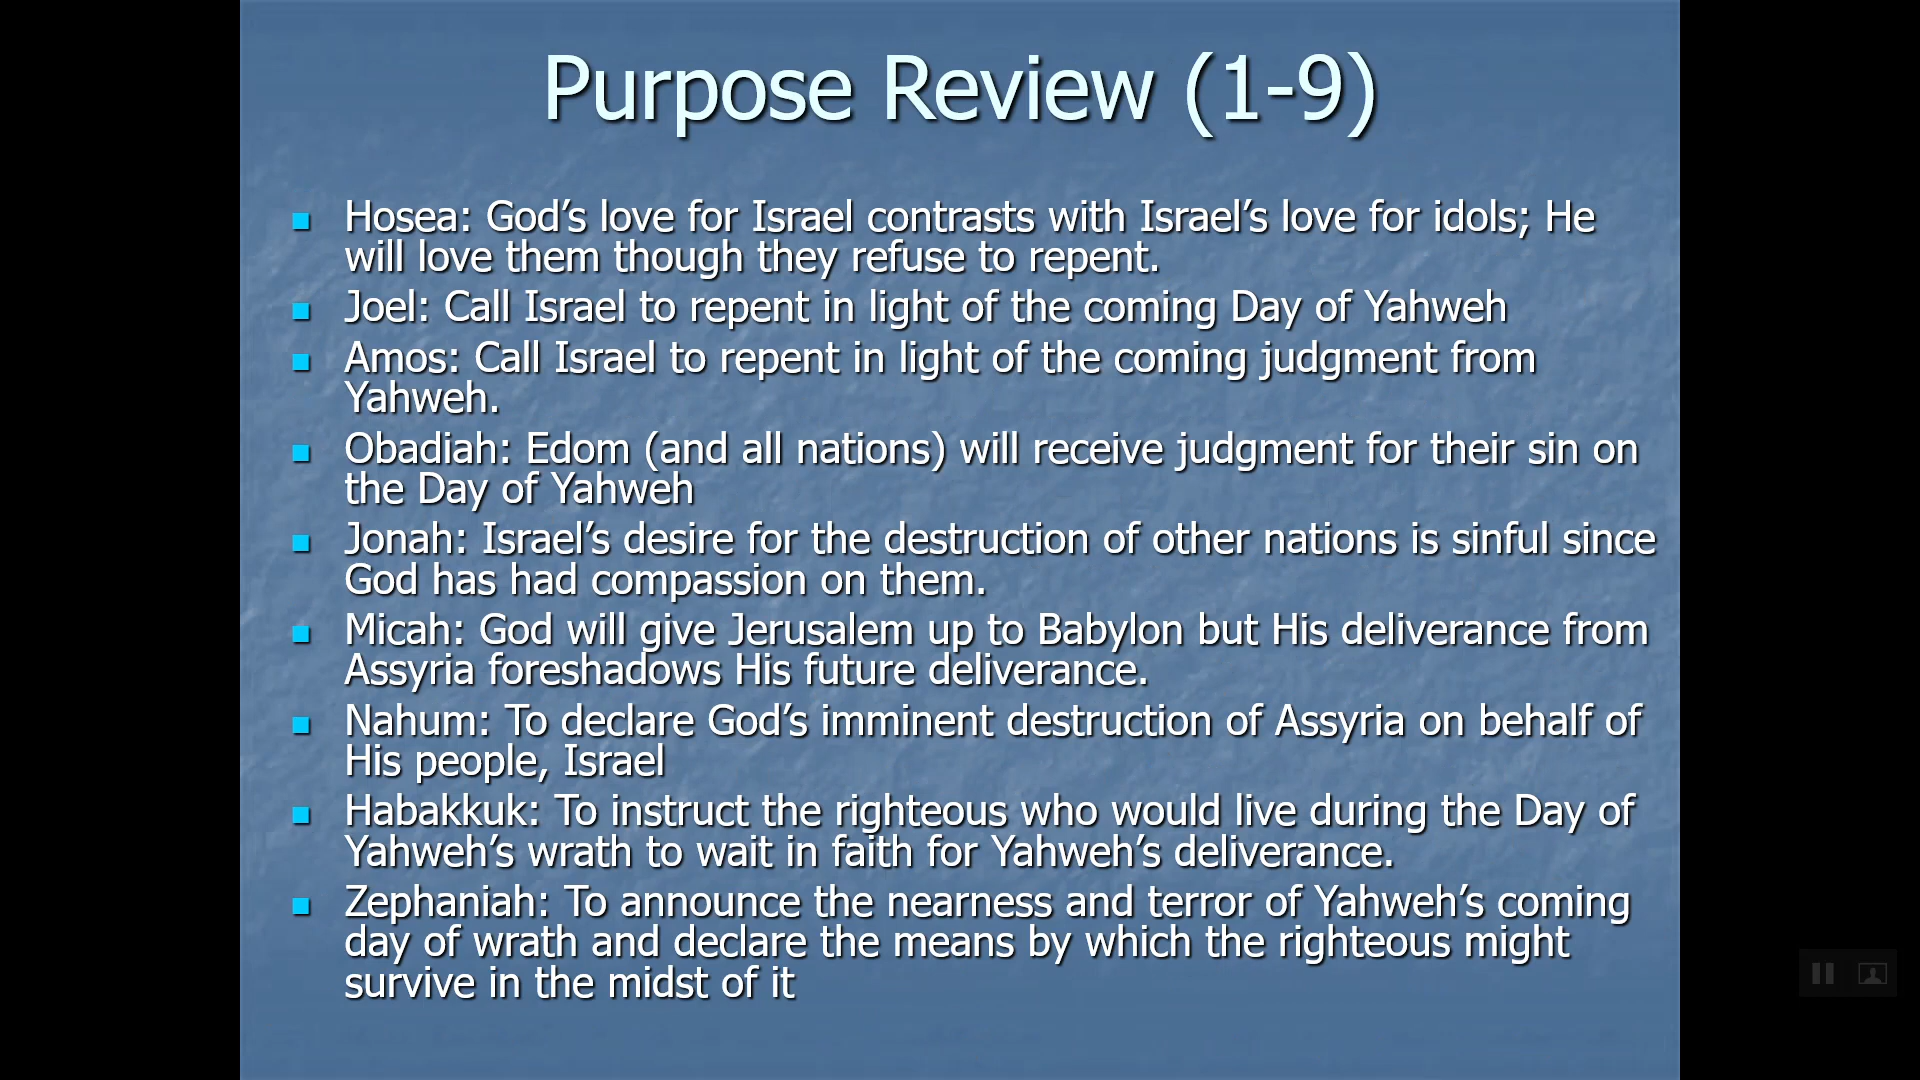 Purpose Review (1-9)
Hosea: God’s love for Israel contrasts with Israel’s love for idols; He
will love them though they refuse to repent.
Joel: Call Israel to repent in light of the coming Day of Yahweh
Amos: Call Israel to repent in light of the coming judgment from
Yahweh.
Obadiah: Edom (and all nations) will receive judgment for their sin on
the Day of Yahweh
Jonah: Israel’s desire for the destruction of other nations is sinful since
God has had compassion on them.
Micah: God will give Jerusalem up to Babylon but His deliverance from
Assyria foreshadows His future deliverance.
Nahum: To declare God’s imminent destruction of Assyria on behalf of
His people, Israel
Habakkuk: To instruct the righteous who would live during the Day of
Yahweh’s wrath to wait in faith for Yahweh’s deliverance.
Zephaniah: To announce the nearness and terror of Yahweh’s coming
day of wrath and declare the means by which the righteous might
survive in the midst of it